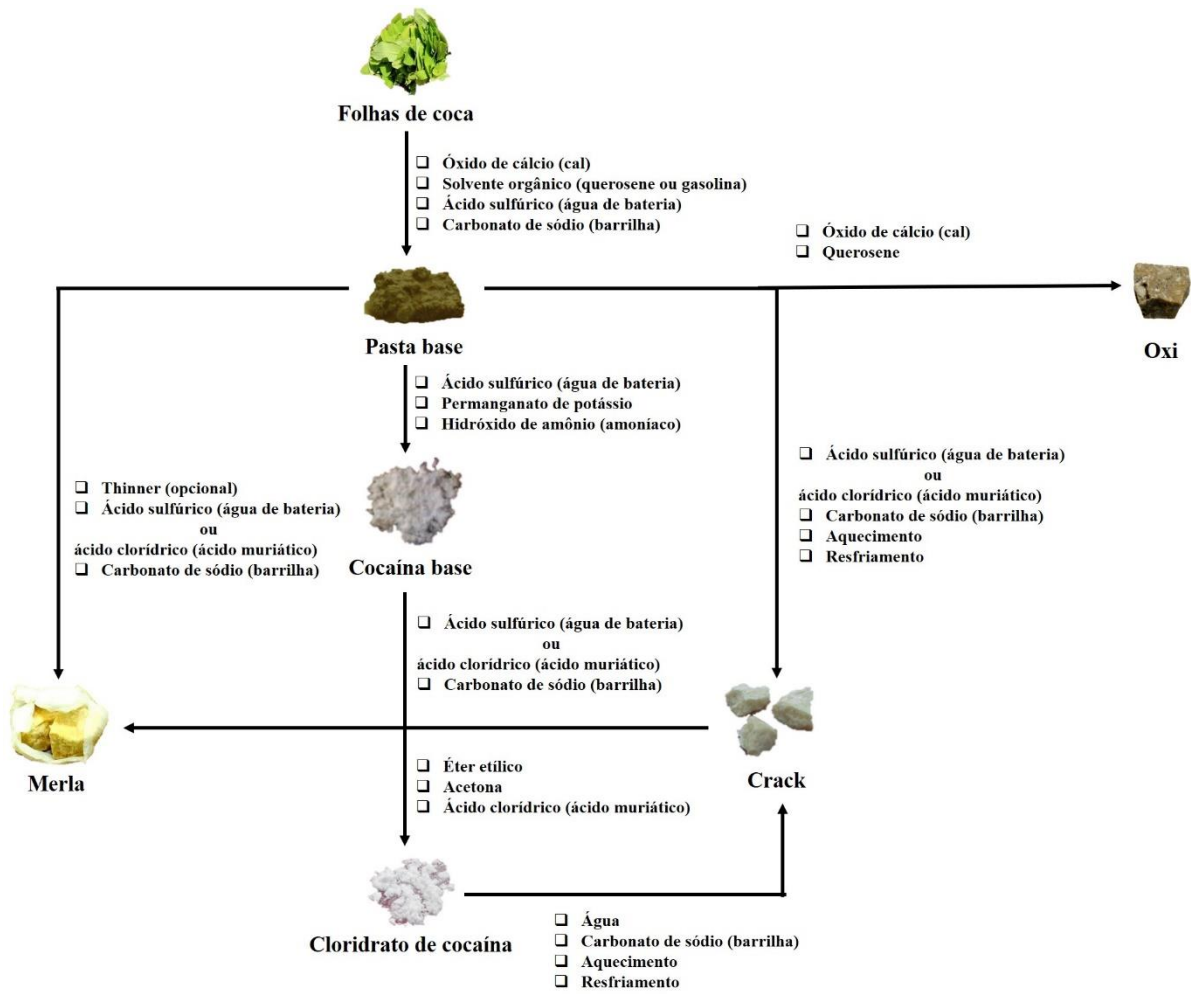 Folhas de coca
Óxido de cálcio (cal)
Solvente orgânico (querosene ou gasolina)
Ácido sulfúrico (água de bateria)
Carbonato de sódio (barrilha)
Óxido de cálcio (cal)
Querosene
Oxi
Pasta base
Ácido sulfúrico (água de bateria)
Permanganato de potássio
Hidróxido de amônio (amoníaco)
Thinner (opcional)
Ácido sulfúrico (água de bateria)
ou
ácido clorídrico (ácido muriático)
Carbonato de sódio (barrilha)
Cocaína base
Ácido sulfúrico (água de bateria)
ou
ácido clorídrico (ácido muriático)
Carbonato de sódio (barrilha)
Aquecimento
Resfriamento
Ácido sulfúrico (água de bateria)
ou
ácido clorídrico (ácido muriático)
Carbonato de sódio (barrilha)
Merla
Crack
Éter etílico
Acetona
Ácido clorídrico (ácido muriático)
Cloridrato de cocaína
Água
Carbonato de sódio (barrilha)
Aquecimento
Resfriamento